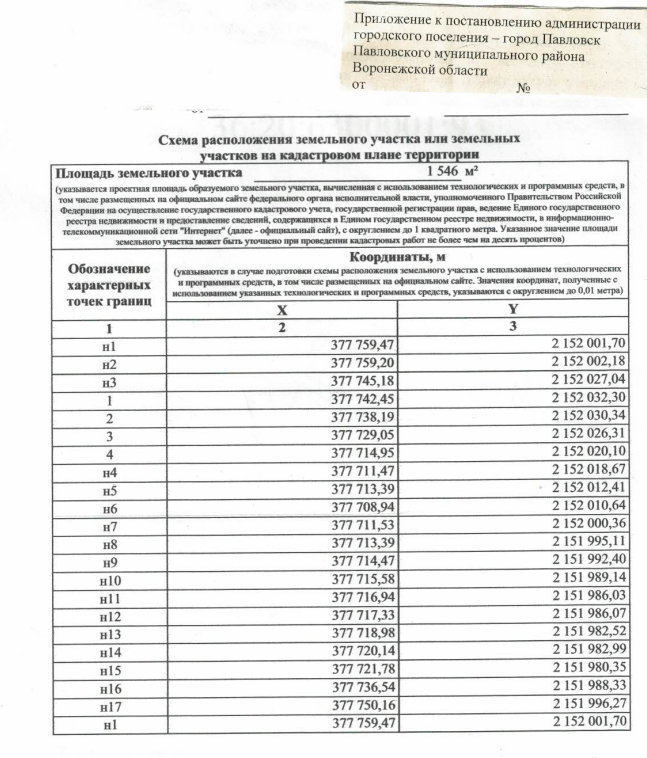 Приложение к постановлению администрации
городского поселения – город Павловск
Павловского муниципального района
Воронежской области
от №
Схема расположения земельного участка или земельных
участков на кадастровом плане территории
Площадь земельного участка 1 546 м²
(указывается проектная площадь образуемого земельного участка, вычисленная с использованием технологических и программных средств, в
том числе размещенных на официальном сайте федерального органа исполнительной власти, уполномоченного Правительством Российской
Федерации на осуществление государственного кадастрового учета, государственной регистрации прав, ведение Единого государственного
реестра недвижимости и предоставление сведений, содержащихся в Едином государственном реестре недвижимости, в информационно-
телекоммуникационной сети "Интернет" (далее - официальный сайт), с округлением до 1 квадратного метра. Указанное значение площади
земельного участка может быть уточнено при проведении кадастровых работ не более чем на десять процентов)
Обозначение
характерных
точек границ
Координаты, м
(указываются в случае подготовки схемы расположения земельного участка с использованием технологических
и программных средств, в том числе размещенных на официальном сайте. Значения координат, полученные с
использованием указанных технологических и программных средств, указываются с округлением до 0,01 метра)
X Y
1 2 3
н1 377 759,47 2 152 001,70
н2 377 759,20 2 152 002,18
н3 377 745,18 2 152 027,04
1 377 742,45 2 152 032,30
2 377 738,19 2 152 030,34
3 377 729,05 2 152 026,31
4 377 714,95 2 152 020,10
н4 377 711,47 2 152 018,67
н5 377 713,39 2 152 012,41
н6 377 708,94 2 152 010,64
н7 377 711,53 2 152 000,36
н8 377 713,39 2 151 995,11
н9 377 714,47 2 151 992,40
н10 377 715,58 2 151 989,14
н11 377 716,94 2 151 986,03
н12 377 717,33 2 151 986,07
н13 377 718,98 2 151 982,52
н14 377 720,14 2 151 982,99
н15 377 721,78 2 151 980,35
н16 377 736,54 2 151 988,33
н17 377 750,16 2 151 996,27
н1 377 759,47 2 152 001,70